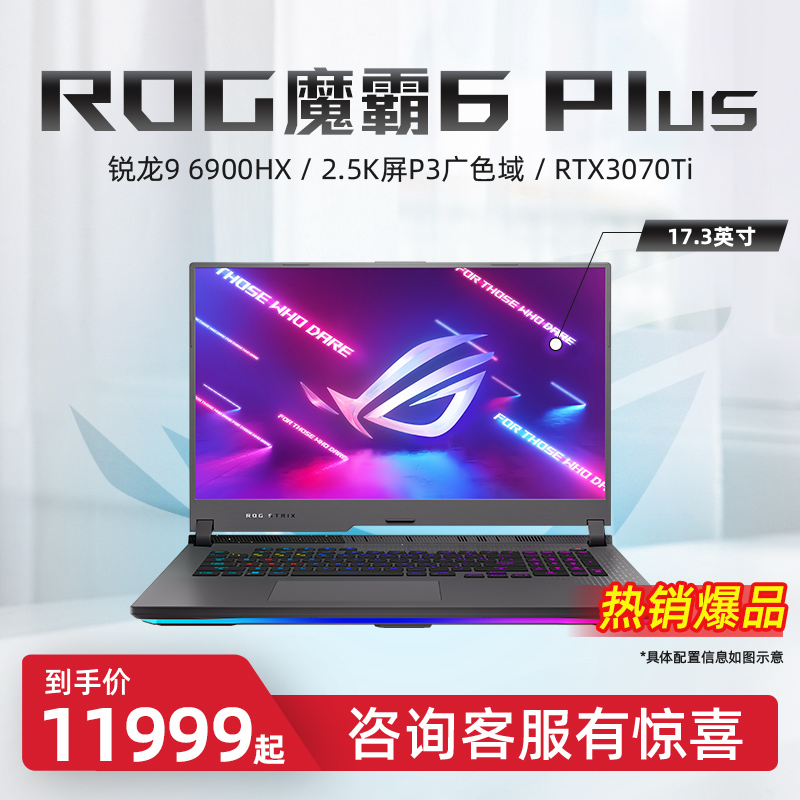 ROG魔霸6 Plus
锐龙9 6900HX / 2.5K屏P3广色域 / RTX3070Ti
17.3英寸
THOSE WHO DARE
FOR THOSE WHO DARE
FOR THOSE WHO DARE
FOR THOSE WHO DA
ROG STRIX
热销爆品
*具体配置信息如图示意
到手价
11999起
咨询客服有惊喜